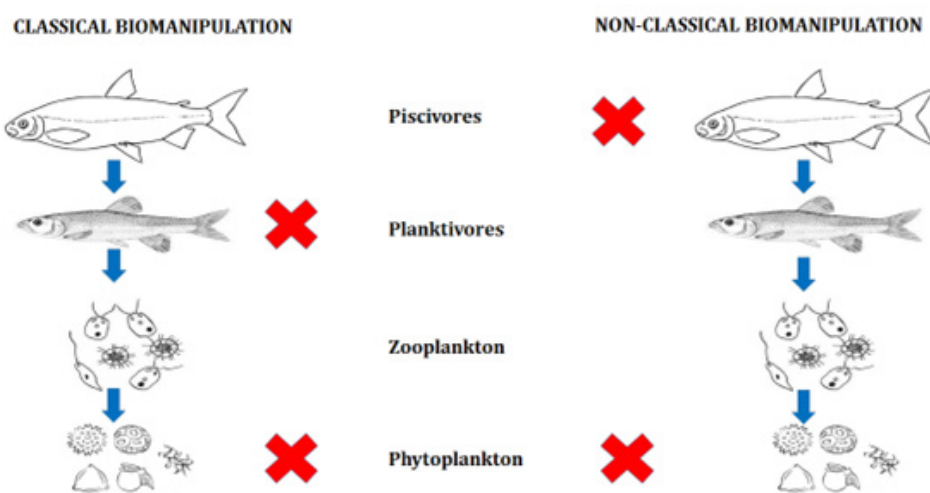 CLASSICAL BIOMANIPULATION
NON-CLASSICAL BIOMANIPULATION
Piscivores
Planktivores
Zooplankton
Phytoplankton